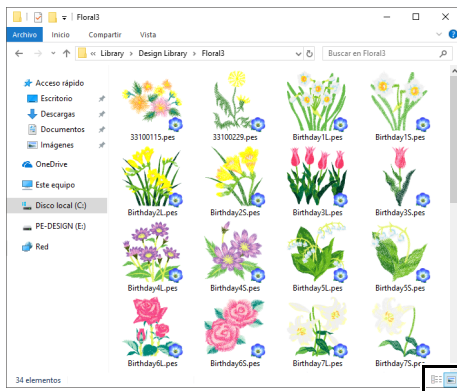 Floral3
Archivo Inicio Compartir Vista
« Library > Design Library > Floral3
Buscar en Floral3
Acceso rápido
Escritorio
Descargas
Documentos
Imágenes
OneDrive
Este equipo
Disco local (C:)
PE-DESIGN (E:)
Red
33100115.pes 33100229.pes Birthday1L.pes Birthday1S.pes
Birthday2L.pes Birthday2S.pes Birthday3L.pes Birthday3S.pes
Birthday4L.pes Birthday4S.pes Birthday5L.pes Birthday5S.pes
Birthday6L.pes Birthday6S.pes Birthday7L.pes Birthday7S.pes
34 elementos